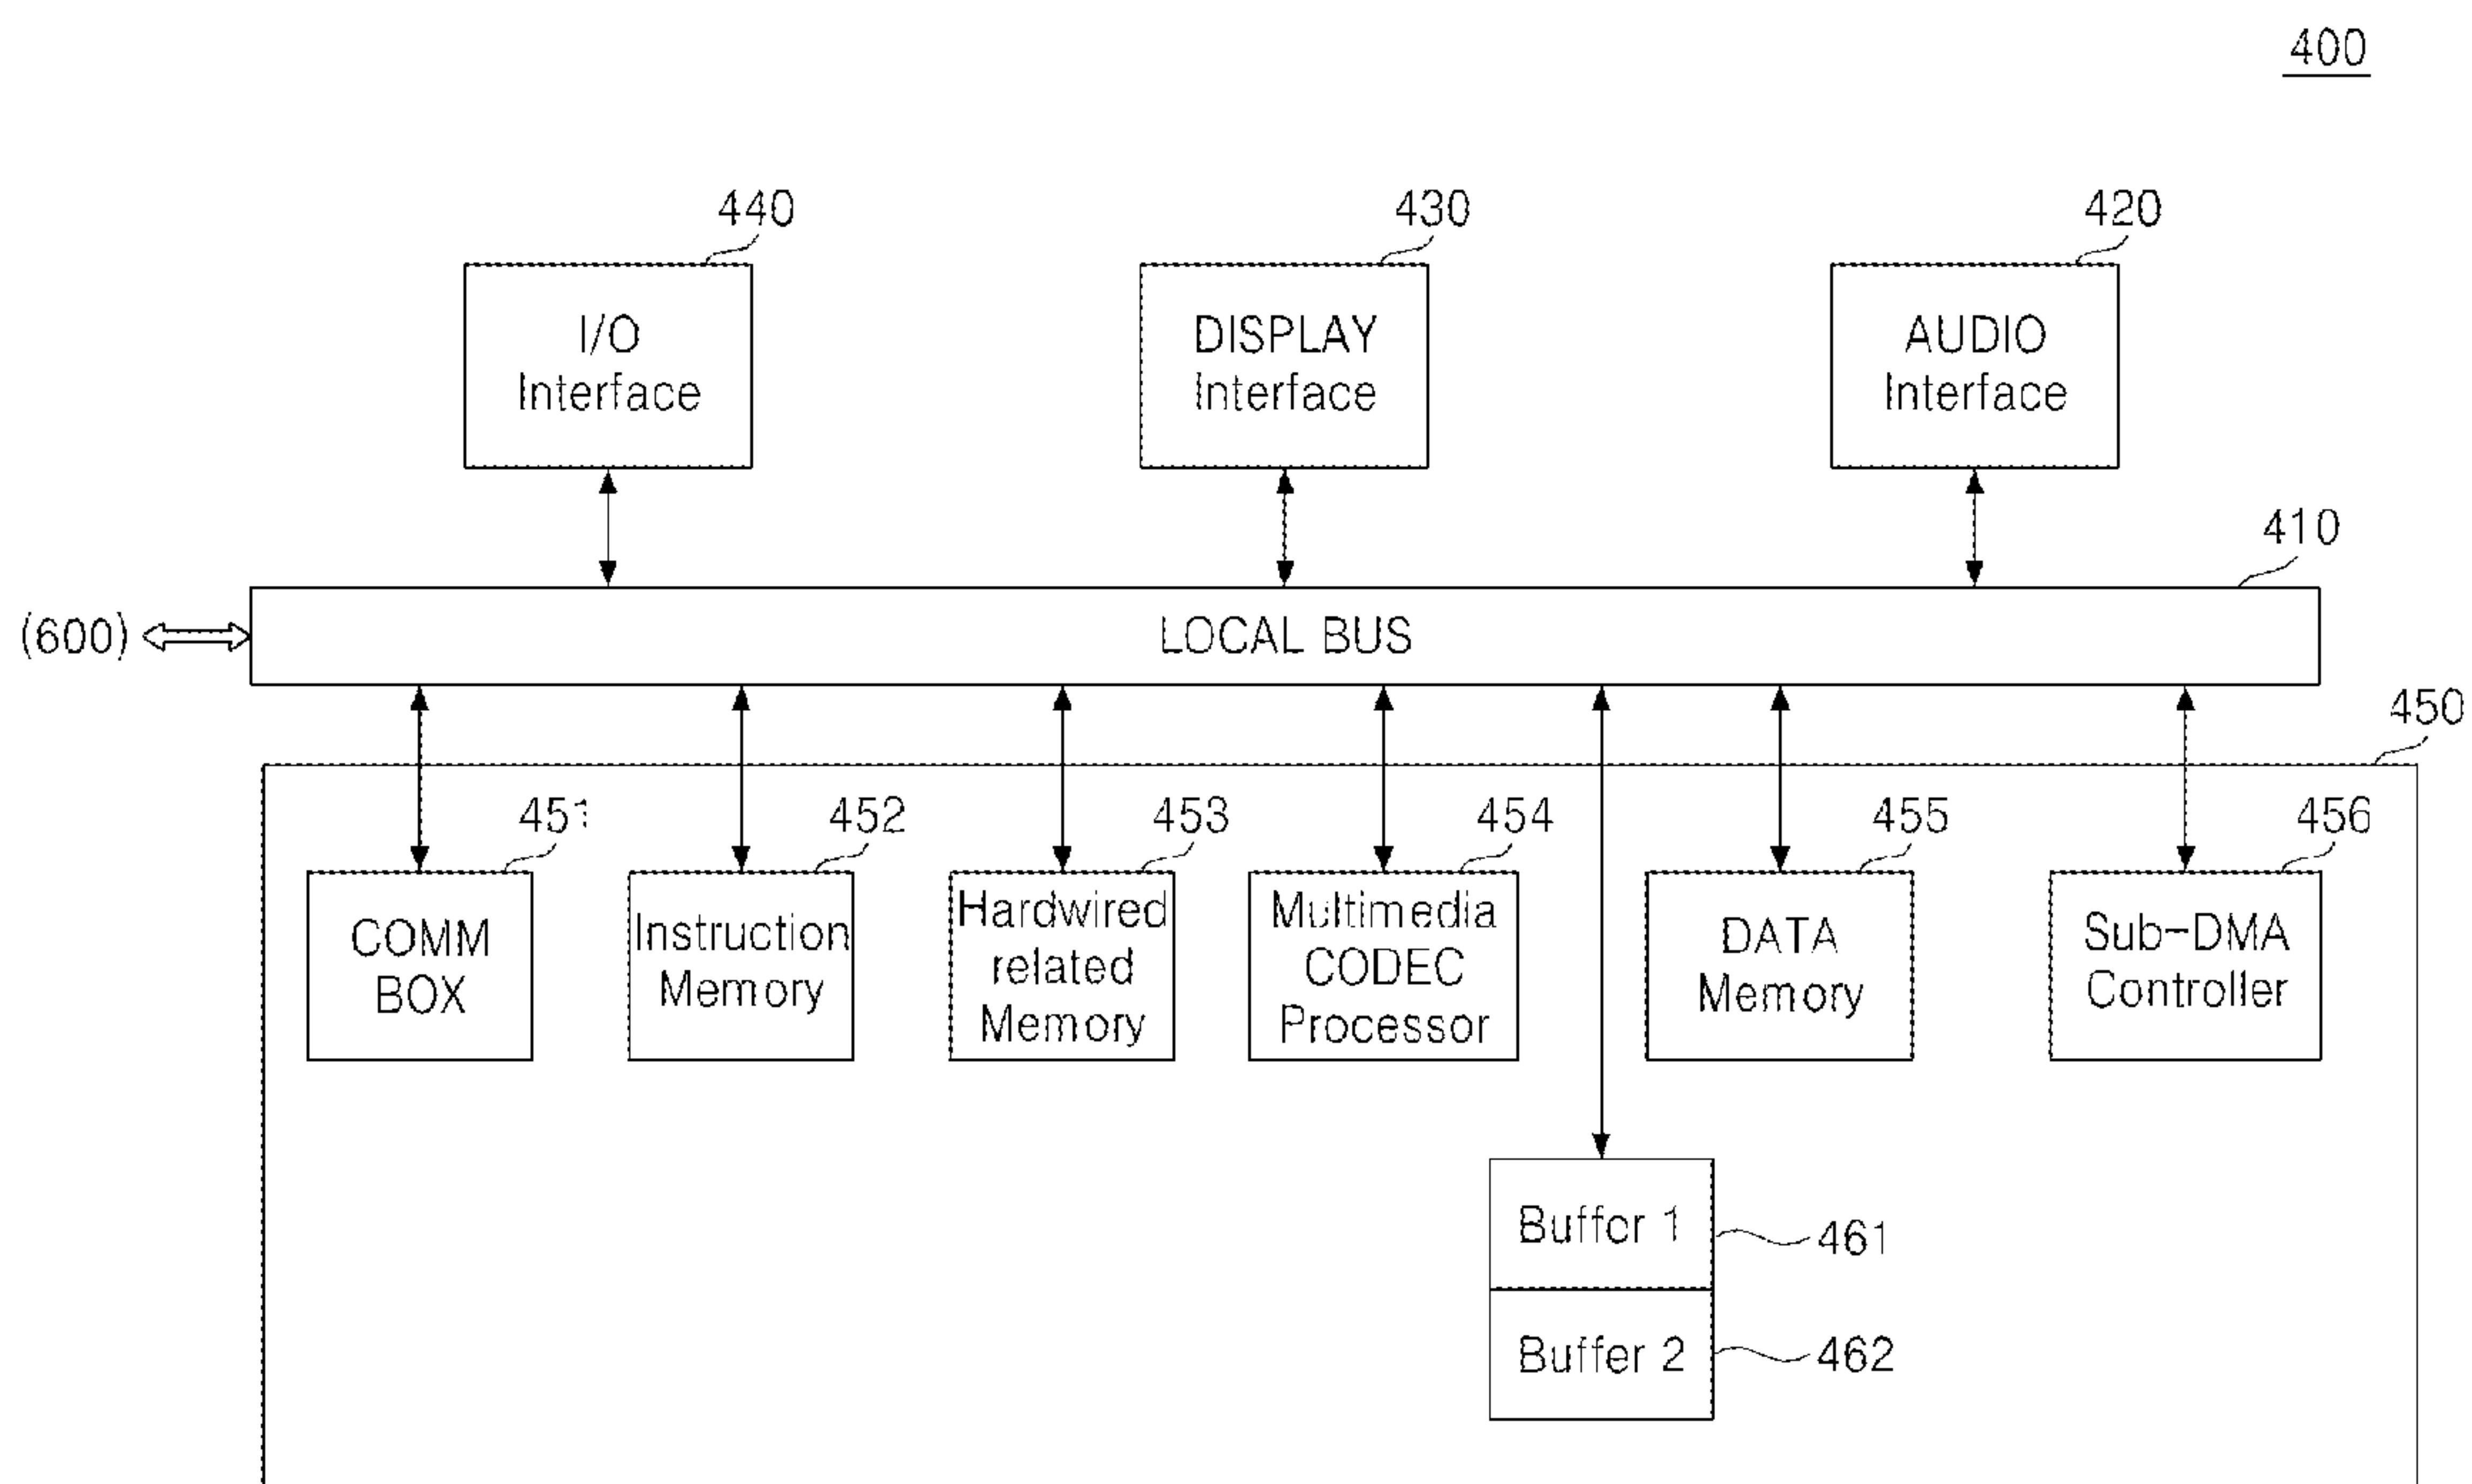 400
440
430
420
I/O
Interface
DISPLAY
Interface
AUDIO
Interface
410
(600)
LOCAL BUS
450
451
452
453
454
455
456
COMM
BOX
Instruction
Memory
Hardwired
related
Memory
Multimedia
CODEC
Processor
DATA
Memory
Sub-DMA
Controller
Buffer 1
461
Buffer 2
462